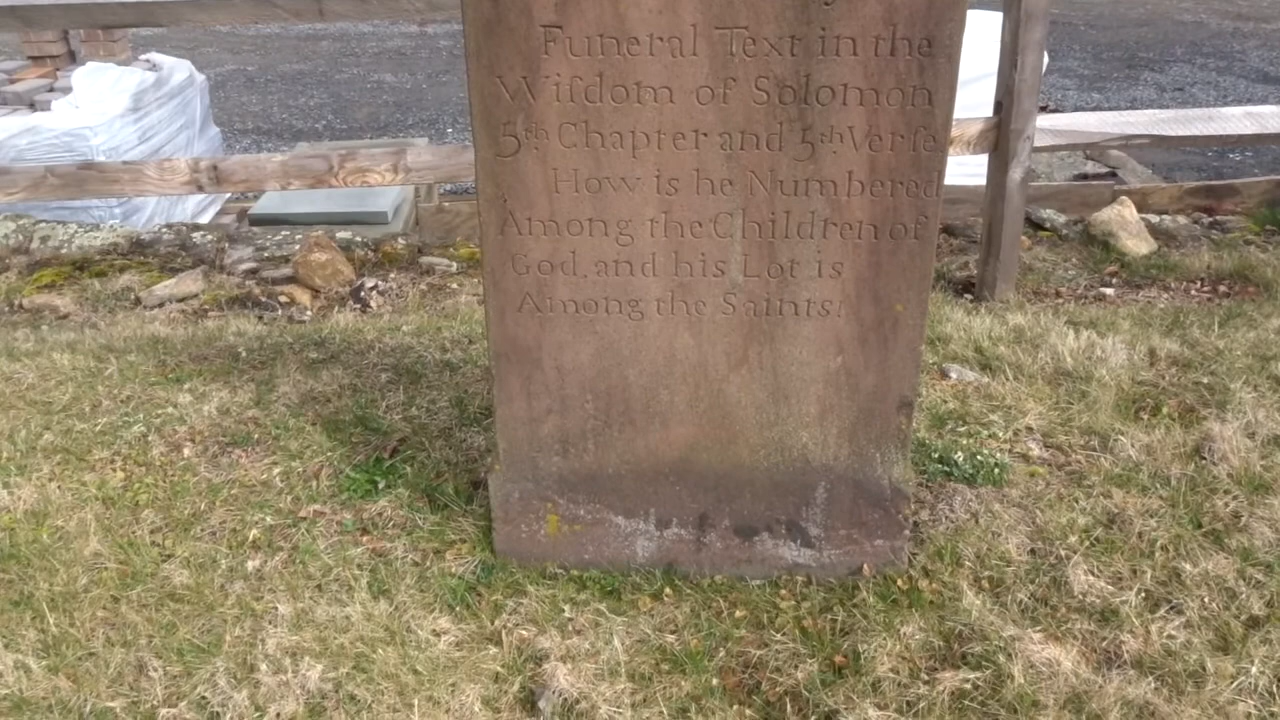 Funeral Text in the
Wiſdom of Solomon
5th Chapter and 5th Verſe
How is he Numbered
Among the Children of
God, and his Lot is
Among the Saints!